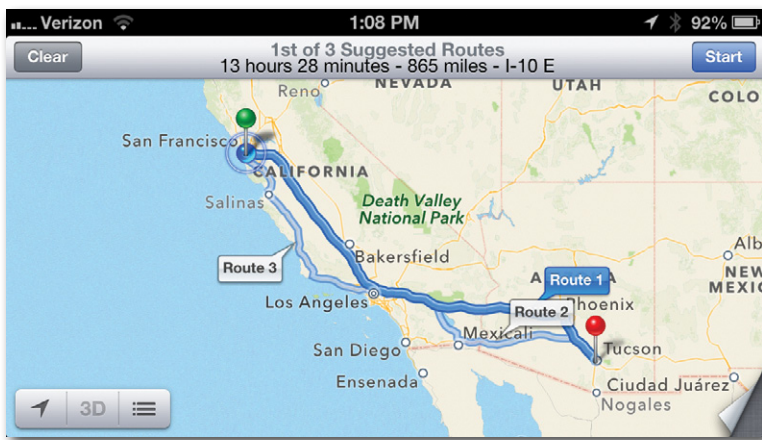 Verizon 1:08 PM 92%
Clear
1st of 3 Suggested Routes
13 hours 28 minutes - 865 miles - I-10 E
Start
Reno
NEVADA
UTAH
COLO
San Francisco
CALIFORNIA
Salinas
Death Valley
National Park
Bakersfield
Route 3
Los Angeles
A
Route 1
A
Alb
NEW
MEXIC
Route 2
Phoenix
San Diego
Mexicali
Tucson
Ensenada
Ciudad Juárez
Nogales
3D